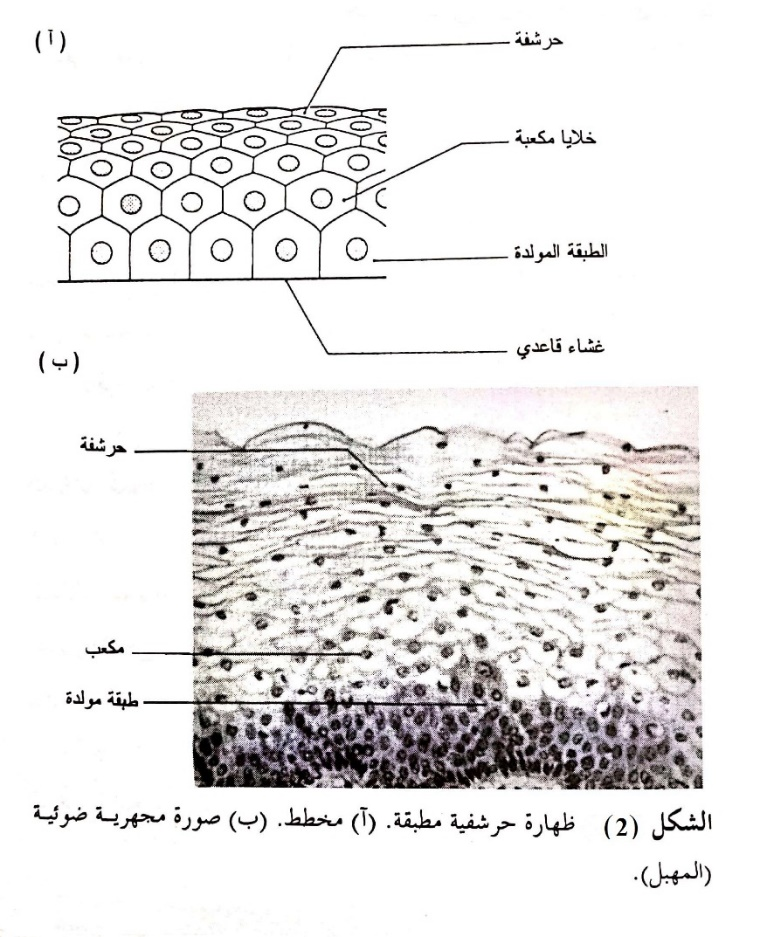 (آ)
حرشفة
خلايا مكعبة
الطبقة المولدة
غشاء قاعدي
(ب)
حرشفة
مكعب
طبقة مولدة
الشكل (2) ظهارة حرشفية مطبقة. (آ) مخطط. (ب) صورة مجهرية ضوئية
(المهبل).